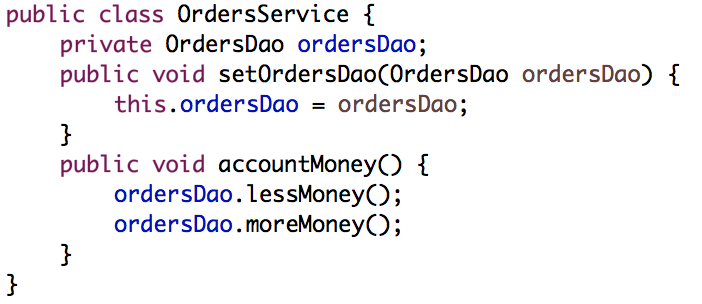 public class OrdersService {
    private OrdersDao ordersDao;
    public void setOrdersDao(OrdersDao ordersDao) {
        this.ordersDao = ordersDao;
    }
    public void accountMoney() {
        ordersDao.lessMoney();
        ordersDao.moreMoney();
    }
}